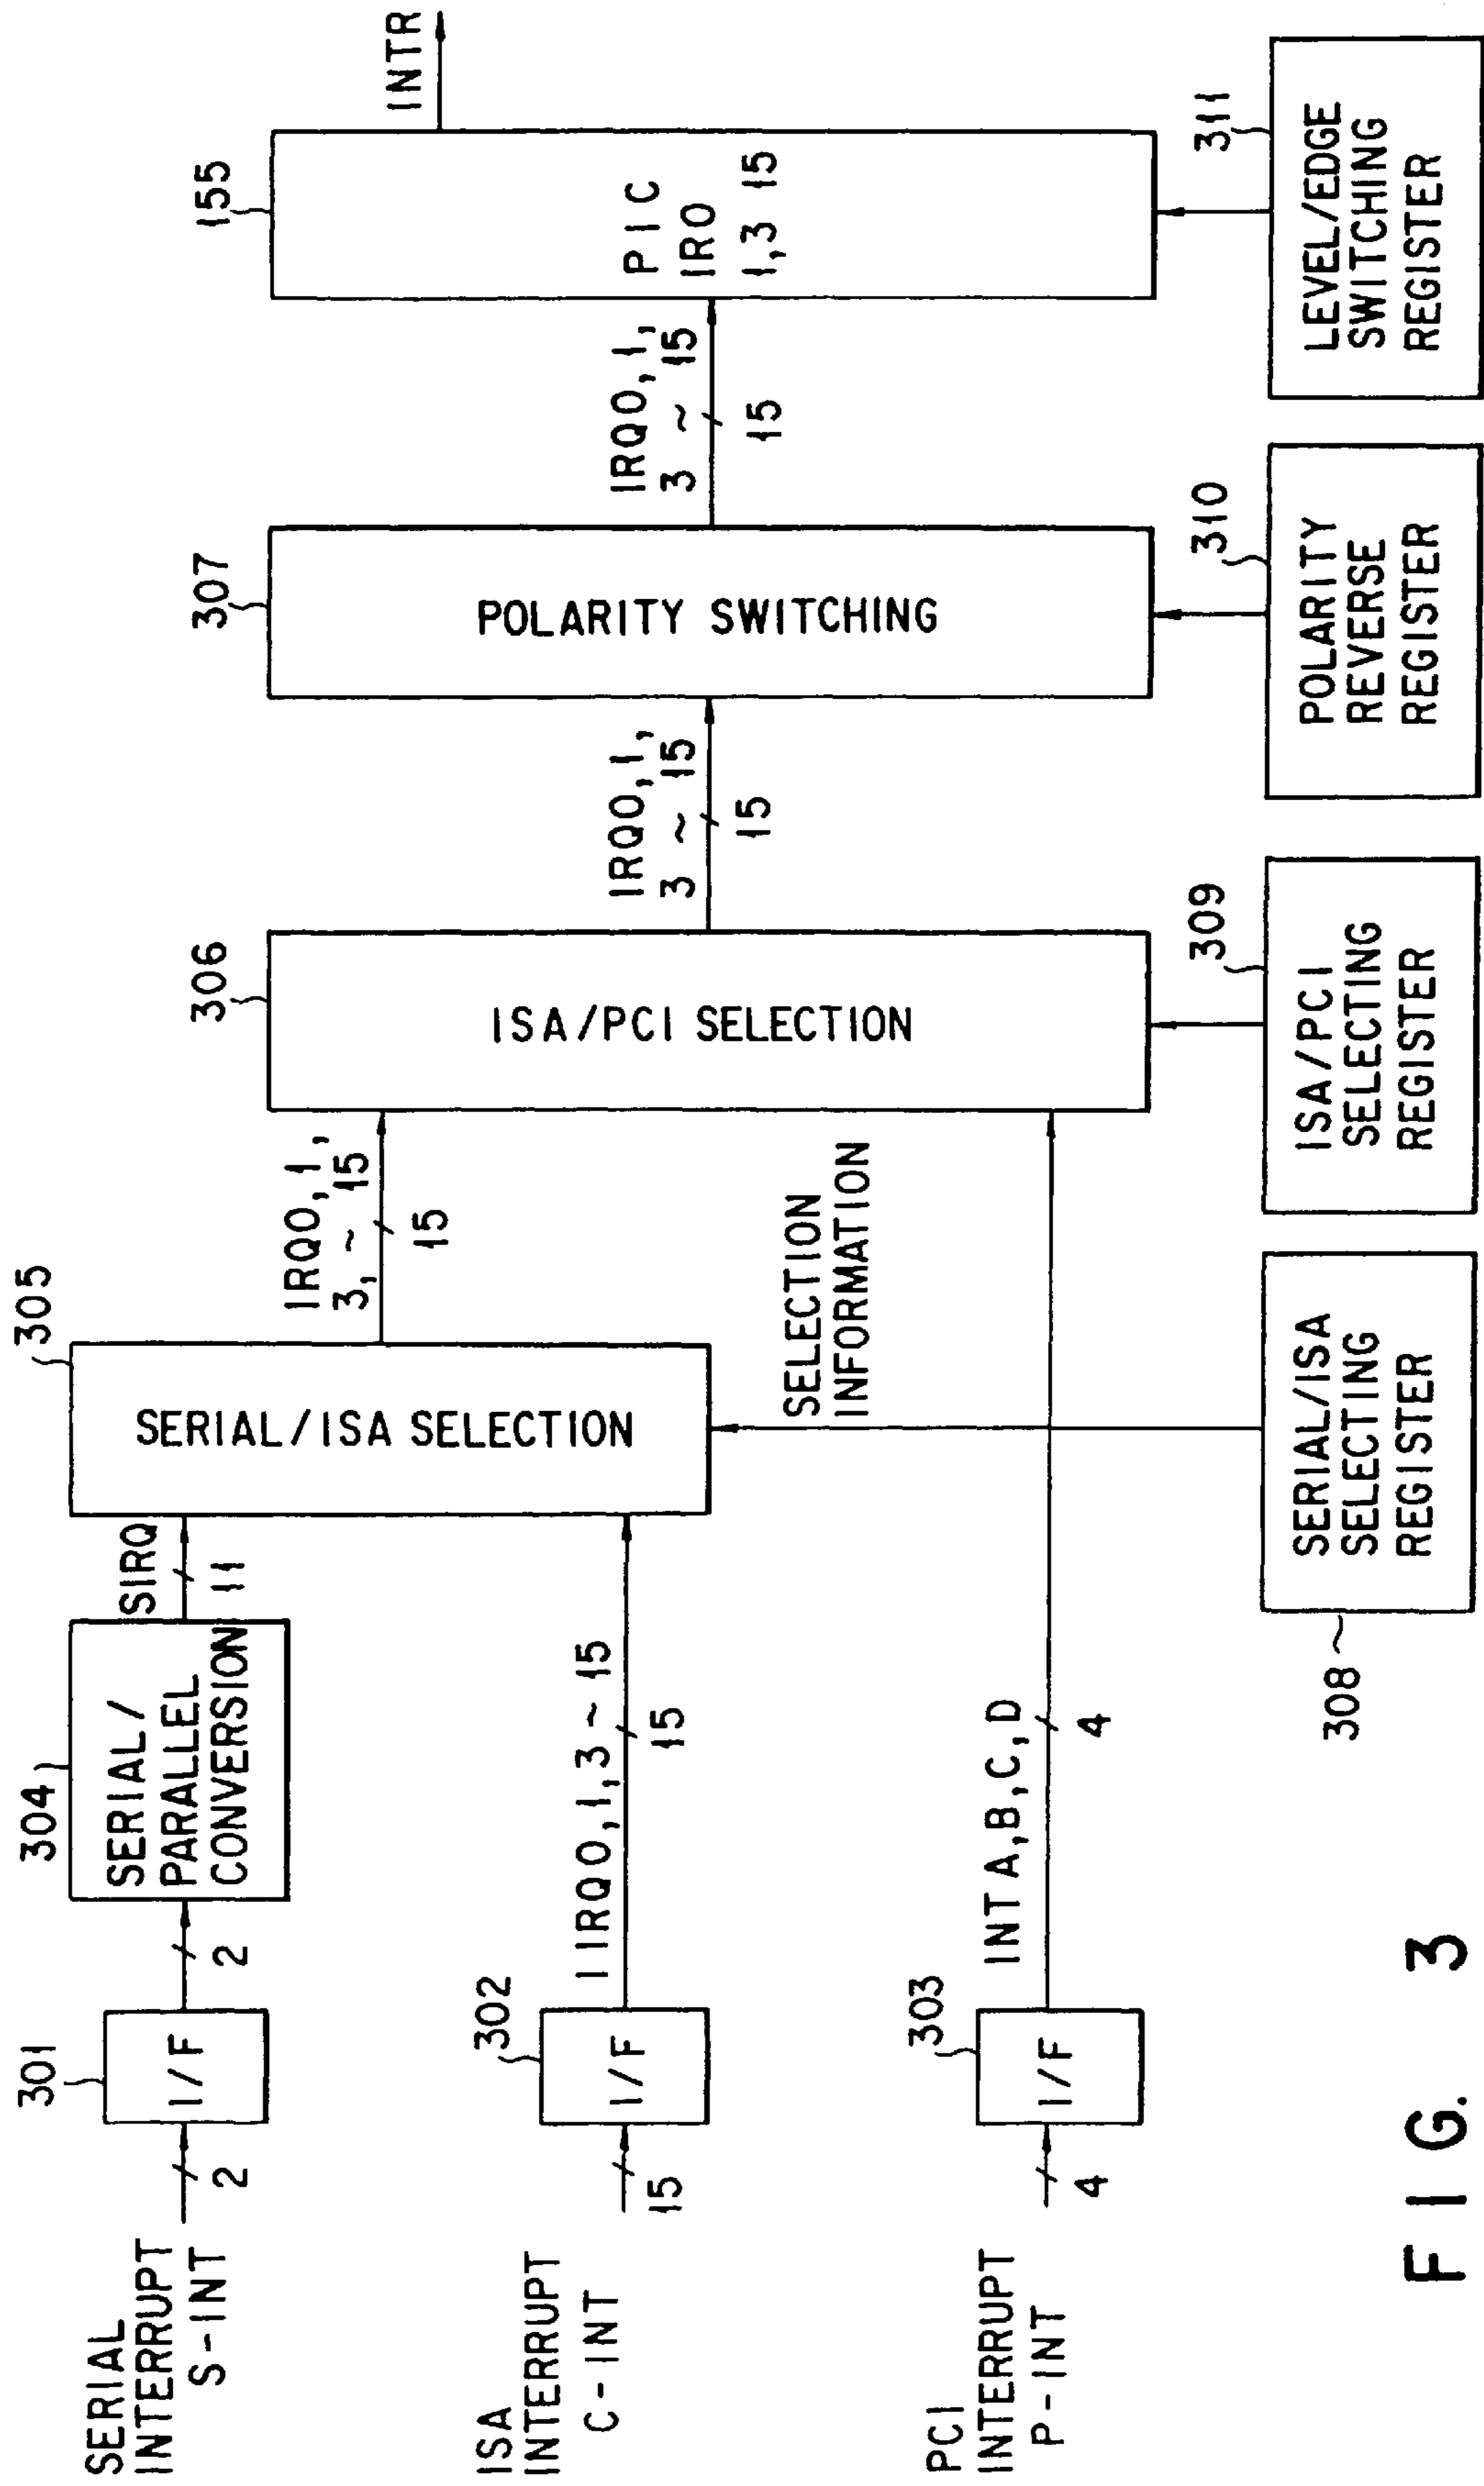 SERIAL
INTERRUPT
S-INT
2
301
I/F
2
304
SERIAL/
PARALLEL
CONVERSION
SIRQ
11
305
SERIAL/ISA SELECTION
IRQ0,1,
3,~15
15
ISA
INTERRUPT
C-INT
15
302
I/F
IIRQ0,1,3~15
15
PCI
INTERRUPT
P-INT
4
303
I/F
INTA,B,C,D
4
SELECTION
INFORMATION
306
ISA/PCI SELECTION
IRQ0,1,
3~15
15
307
POLARITY SWITCHING
IRQ0,1,
3~15
15
155
PIC
IRO
1,3 15
INTR
308
SERIAL/ISA
SELECTING
REGISTER
309
ISA/PCI
SELECTING
REGISTER
310
POLARITY
REVERSE
REGISTER
311
LEVEL/EDGE
SWITCHING
REGISTER
FIG. 3